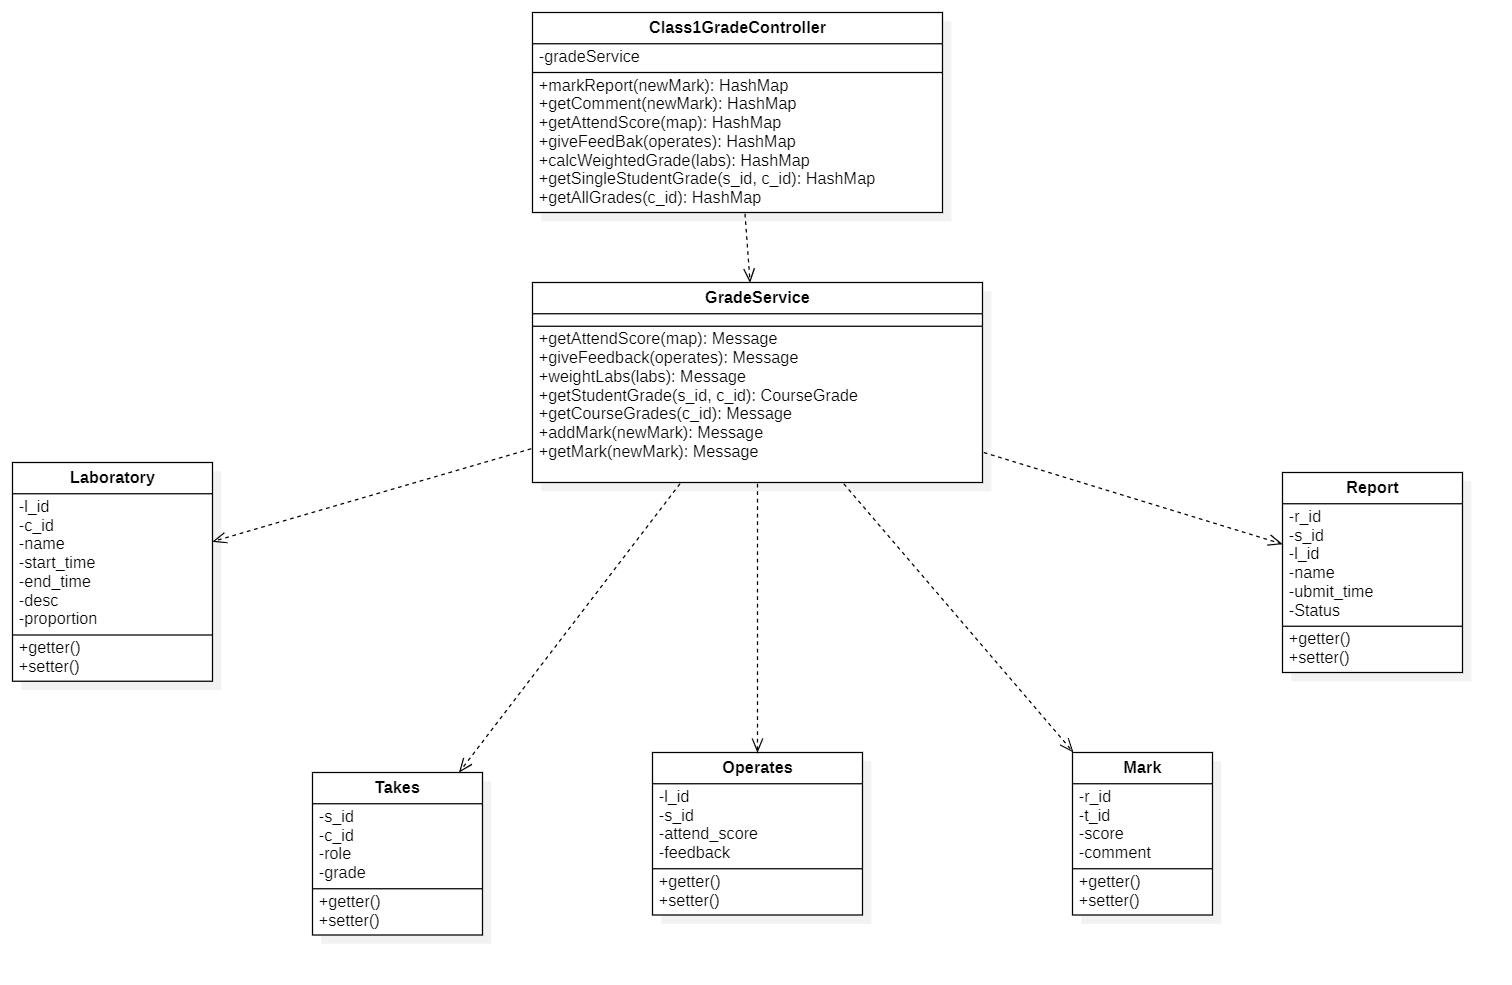 Class1GradeController
-gradeService
+markReport(newMark): HashMap
+getComment(newMark): HashMap
+getAttendScore(map): HashMap
+giveFeedBak(operates): HashMap
+calcWeightedGrade(labs): HashMap
+getSingleStudentGrade(s_id, c_id): HashMap
+getAllGrades(c_id): HashMap
GradeService
+getAttendScore(map): Message
+giveFeedback(operates): Message
+weightLabs(labs): Message
+getStudentGrade(s_id, c_id): CourseGrade
+getCourseGrades(c_id): Message
+addMark(newMark): Message
+getMark(newMark): Message
Laboratory
-l_id
-c_id
-name
-start_time
-end_time
-desc
-proportion
+getter()
+setter()
Report
-r_id
-s_id
-l_id
-name
-ubmit_time
-Status
+getter()
+setter()
Takes
-s_id
-c_id
-role
-grade
+getter()
+setter()
Operates
-l_id
-s_id
-attend_score
-feedback
+getter()
+setter()
Mark
-r_id
-t_id
-score
-comment
+getter()
+setter()